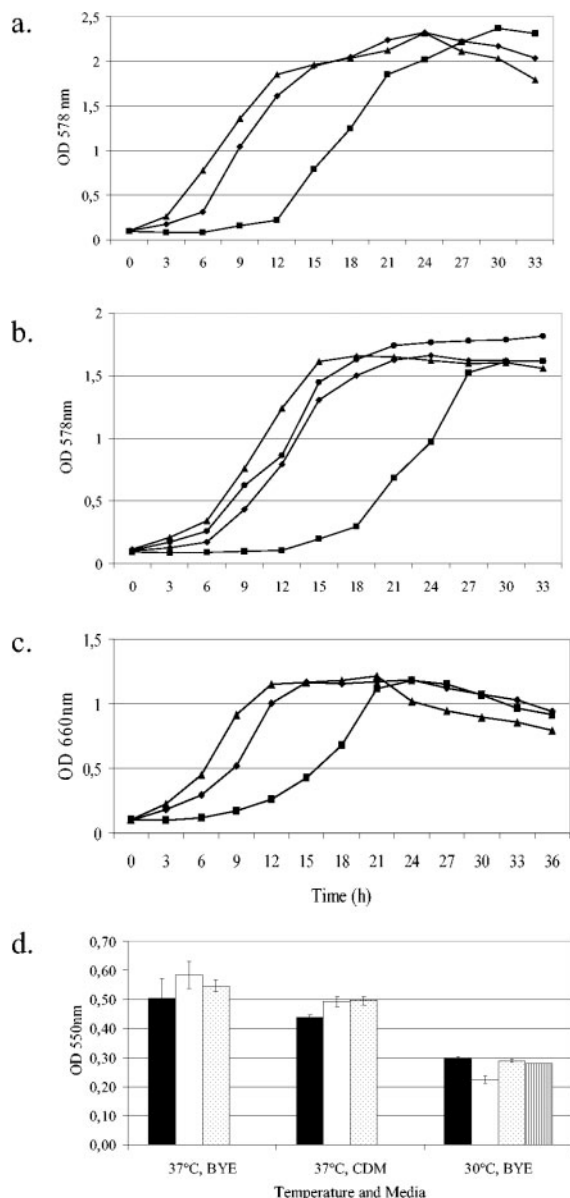 a.
OD 578 nm
2,5
2
1,5
1
0,5
0
0 3 6 9 12 15 18 21 24 27 30 33
b.
OD 578nm
2
1,5
1
0,5
0
0 3 6 9 12 15 18 21 24 27 30 33
c.
OD 660nm
1,5
1
0,5
0
0 3 6 9 12 15 18 21 24 27 30 33 36
Time (h)
d.
OD 550nm
0,70
0,60
0,50
0,40
0,30
0,20
0,10
0,00
37ºC, BYE 37ºC, CDM 30ºC, BYE
Temperature and Media